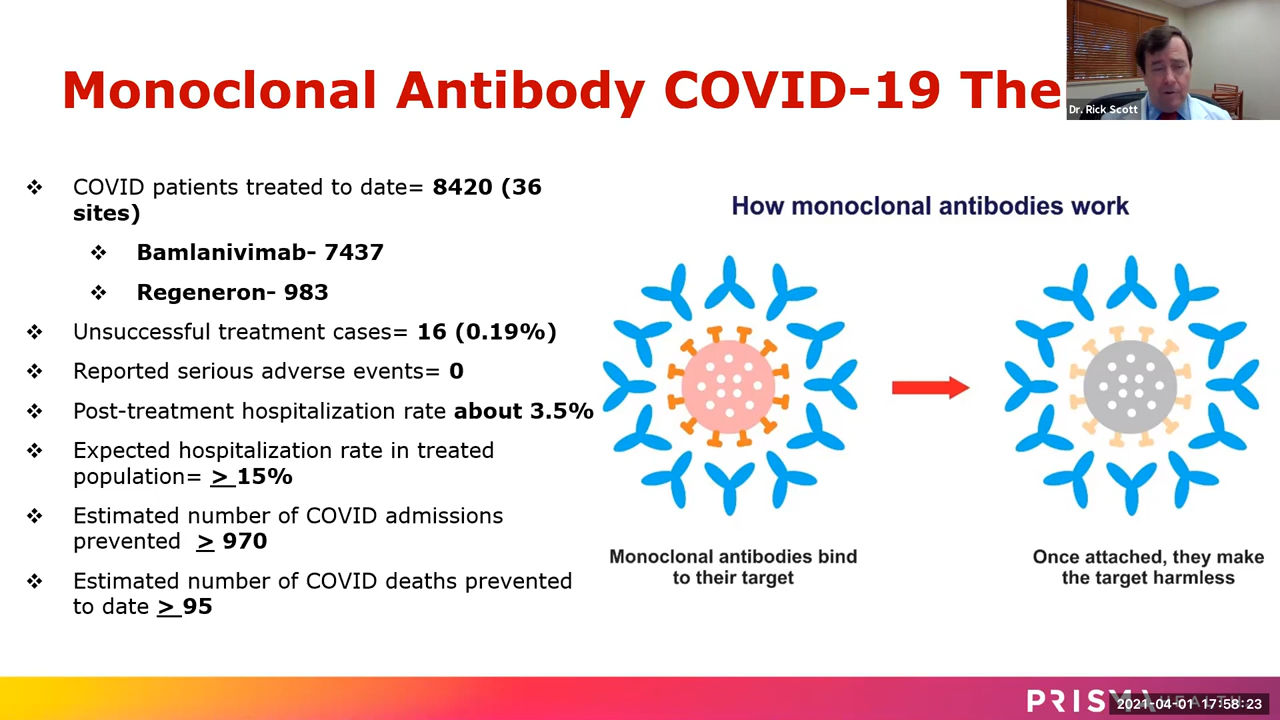 Monoclonal Antibody COVID-19 The
Dr. Rick Scott
❖ COVID patients treated to date= 8420 (36
sites)
❖ Bamlanivimab- 7437
❖ Regeneron- 983
❖ Unsuccessful treatment cases= 16 (0.19%)
❖ Reported serious adverse events= 0
❖ Post-treatment hospitalization rate about 3.5%
❖ Expected hospitalization rate in treated
population= > 15%
❖ Estimated number of COVID admissions
prevented > 970
❖ Estimated number of COVID deaths prevented
to date > 95
How monoclonal antibodies work
Monoclonal antibodies bind
to their target
Once attached, they make
the target harmless
PRISMA HEALTH
2021-04-01 17:58:23